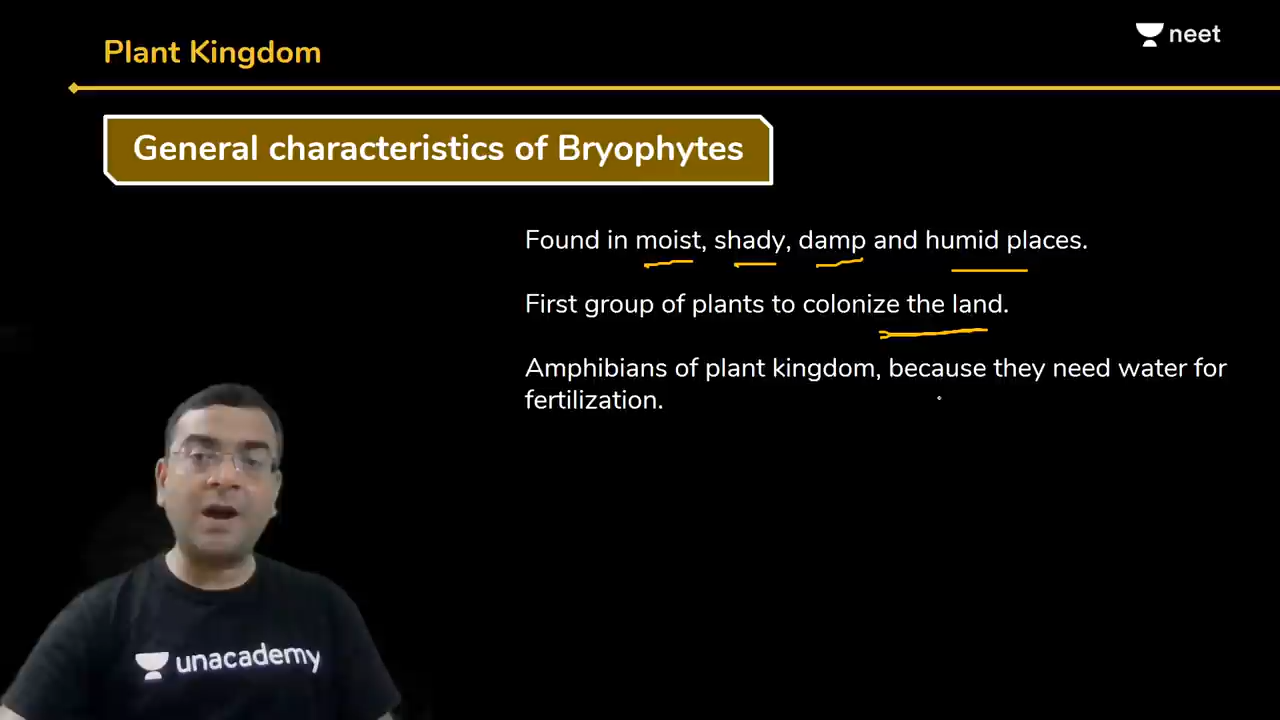 Plant Kingdom
neet
General characteristics of Bryophytes
Found in moist, shady, damp and humid places.
First group of plants to colonize the land.
Amphibians of plant kingdom, because they need water for
fertilization.
unacademy